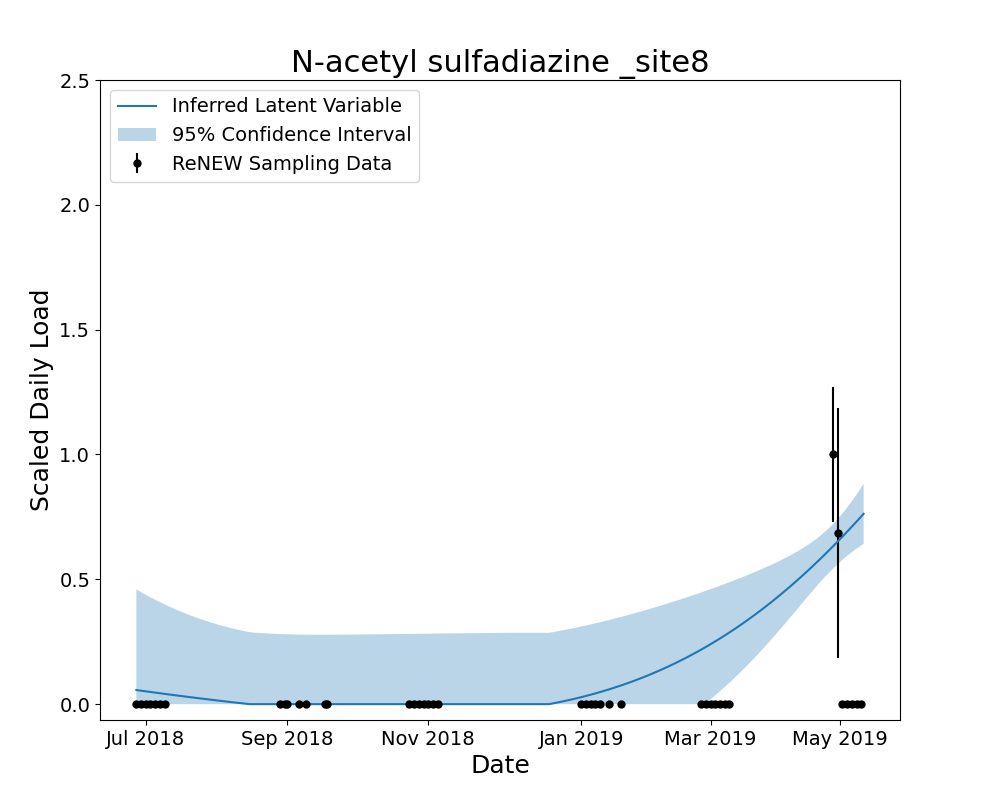 N-acetyl sulfadiazine _site8
2.5
2.0
1.5
1.0
0.5
0.0
Scaled Daily Load
Inferred Latent Variable
95% Confidence Interval
ReNEW Sampling Data
Jul 2018
Sep 2018
Nov 2018
Jan 2019
Mar 2019
May 2019
Date